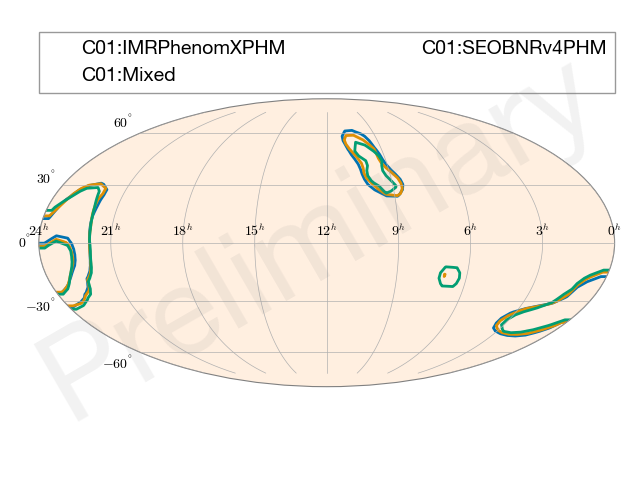 C01:IMRPhenomXPHM C01:SEOBNRv4PHM
C01:Mixed
60°
30°
0° 24h 21h 18h 15h 12h 9h 6h 3h 0h
−30°
−60°
Preliminary